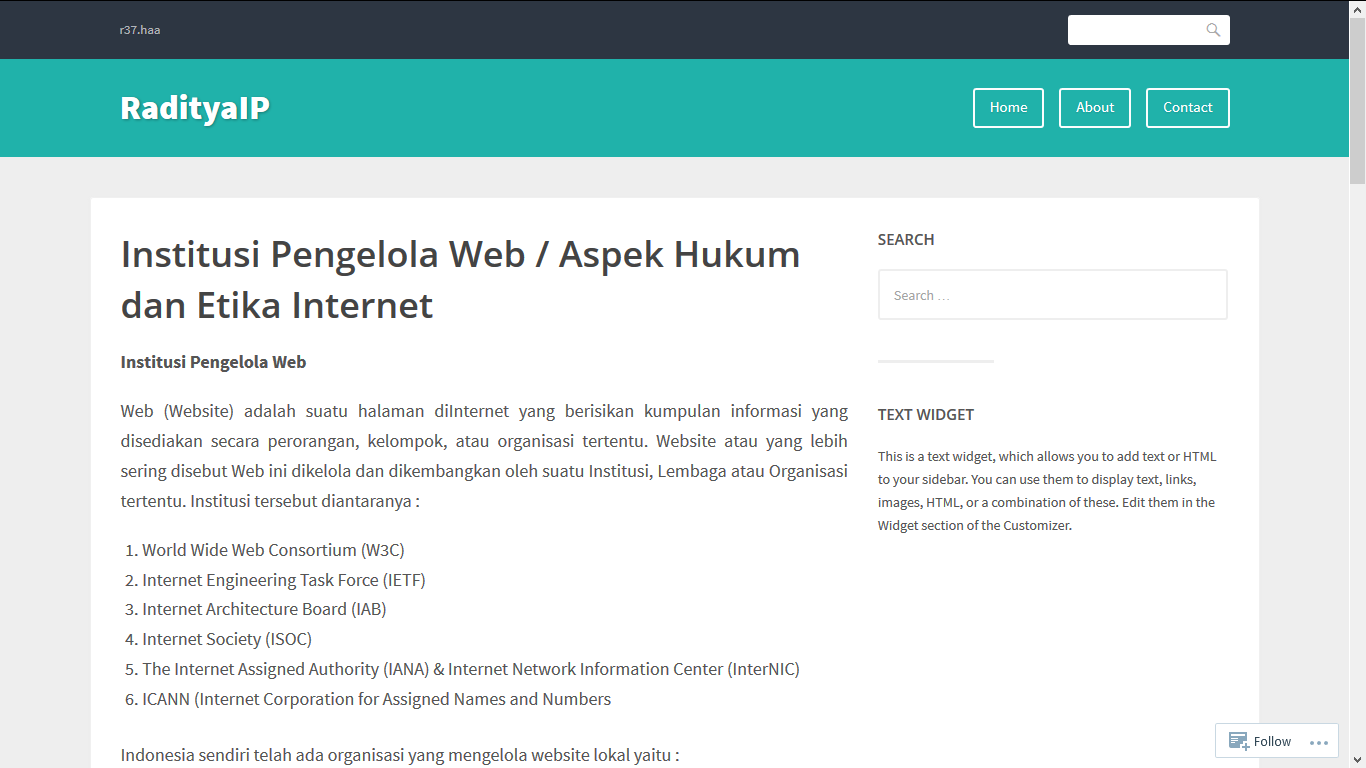 r37.haa
RadityaIP
Home
About
Contact
Institusi Pengelola Web / Aspek Hukum
dan Etika Internet
Institusi Pengelola Web
Web (Website) adalah suatu halaman diInternet yang berisikan kumpulan informasi yang
disediakan secara perorangan, kelompok, atau organisasi tertentu. Website atau yang lebih
sering disebut Web ini dikelola dan dikembangkan oleh suatu Institusi, Lembaga atau Organisasi
tertentu. Institusi tersebut diantaranya :
1. World Wide Web Consortium (W3C)
2. Internet Engineering Task Force (IETF)
3. Internet Architecture Board (IAB)
4. Internet Society (ISOC)
5. The Internet Assigned Authority (IANA) & Internet Network Information Center (InterNIC)
6. ICANN (Internet Corporation for Assigned Names and Numbers
Indonesia sendiri telah ada organisasi yang mengelola website lokal yaitu :
SEARCH
Search …
TEXT WIDGET
This is a text widget, which allows you to add text or HTML
to your sidebar. You can use them to display text, links,
images, HTML, or a combination of these. Edit them in the
Widget section of the Customizer.
Follow